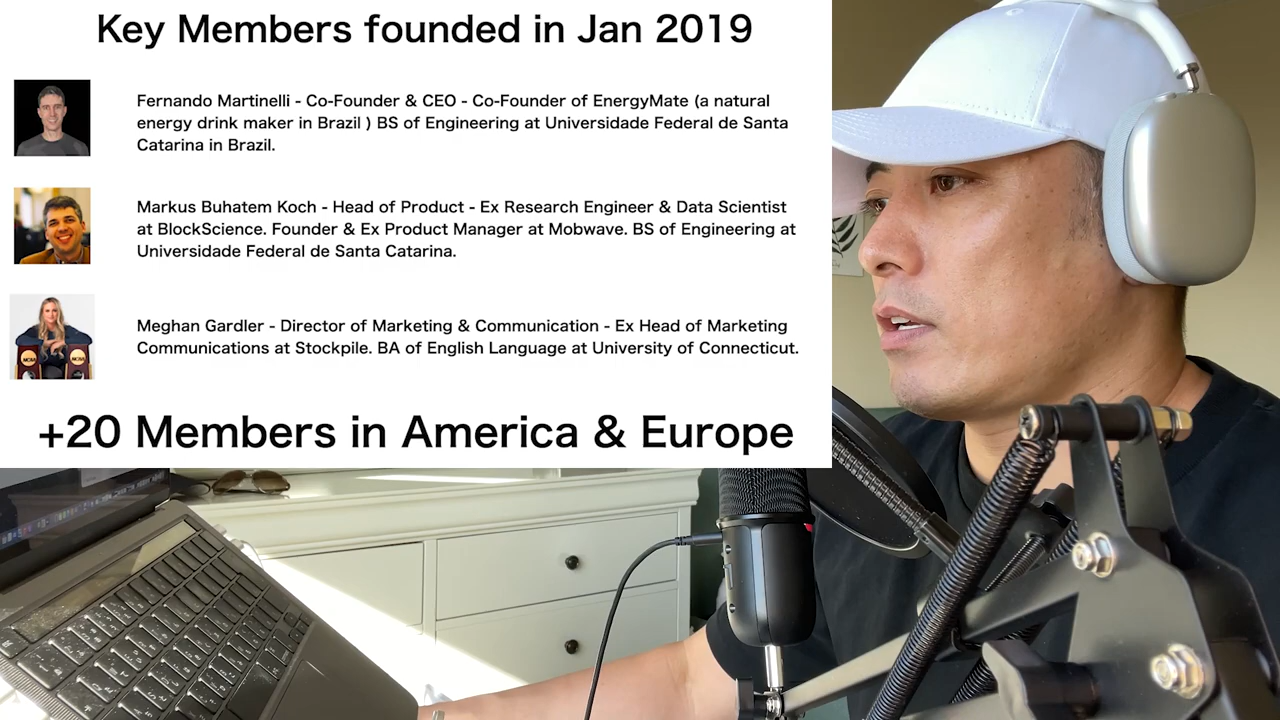 Key Members founded in Jan 2019
Fernando Martinelli - Co-Founder & CEO - Co-Founder of EnergyMate (a natural
energy drink maker in Brazil ) BS of Engineering at Universidade Federal de Santa
Catarina in Brazil.
Markus Buhatem Koch - Head of Product - Ex Research Engineer & Data Scientist
at BlockScience. Founder & Ex Product Manager at Mobwave. BS of Engineering at
Universidade Federal de Santa Catarina.
Meghan Gardler - Director of Marketing & Communication - Ex Head of Marketing
Communications at Stockpile. BA of English Language at University of Connecticut.
+20 Members in America & Europe